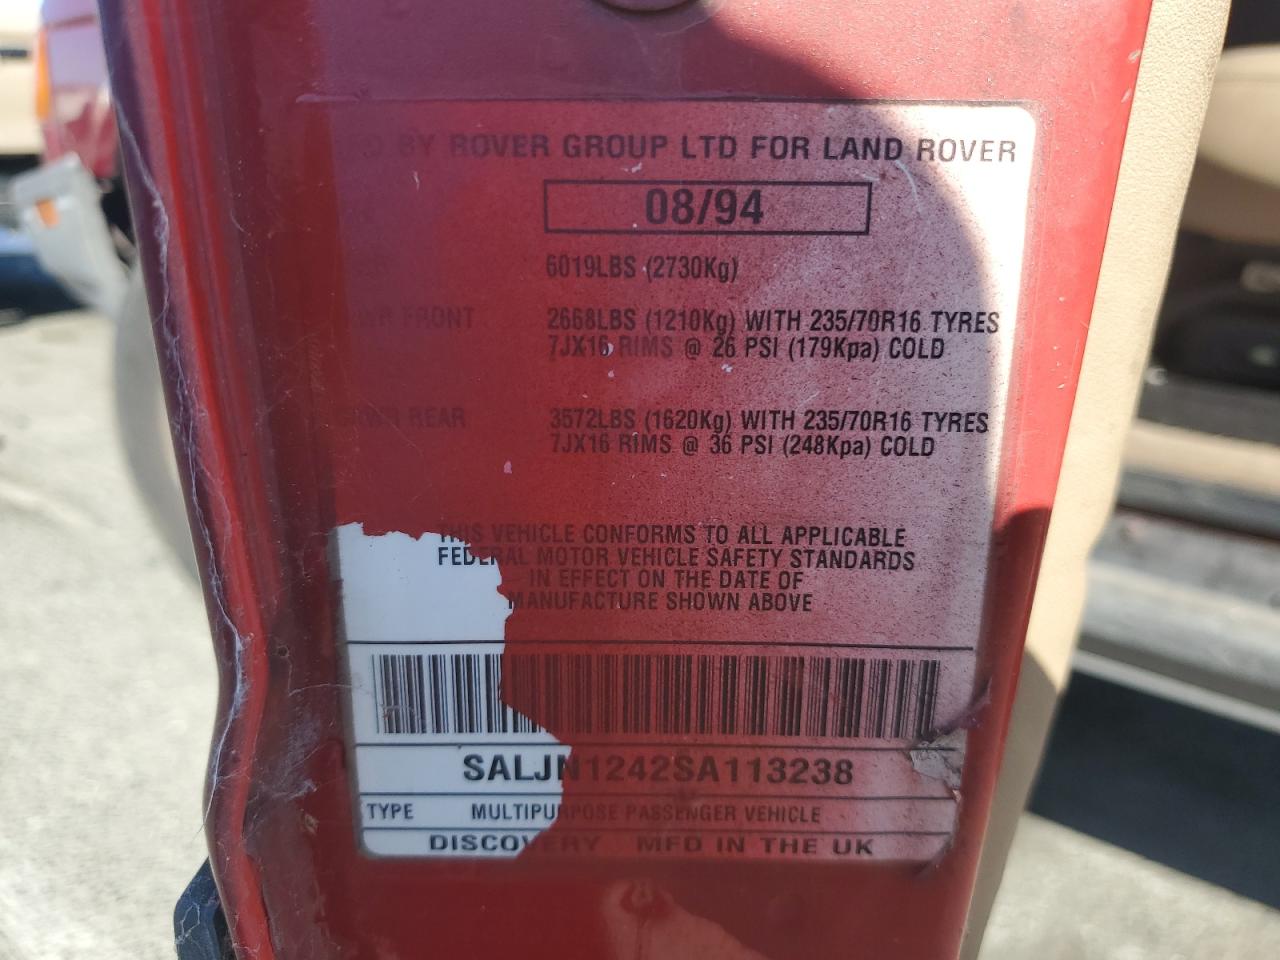 BY ROVER GROUP LTD FOR LAND ROVER
08/94
6019LBS (2730Kg)
FRONT 2668LBS (1210Kg) WITH 235/70R16 TYRES
7JX16 RIMS @ 26 PSI (179Kpa) COLD
GAWR REAR 3572LBS (1620Kg) WITH 235/70R16 TYRES
7JX16 RIMS @ 36 PSI (248Kpa) COLD
THIS VEHICLE CONFORMS TO ALL APPLICABLE
FEDERAL MOTOR VEHICLE SAFETY STANDARDS
IN EFFECT ON THE DATE OF
MANUFACTURE SHOWN ABOVE
SALJN1242SA113238
TYPE MULTIPURPOSE PASSENGER VEHICLE
DISCOVERY MFD IN THE UK